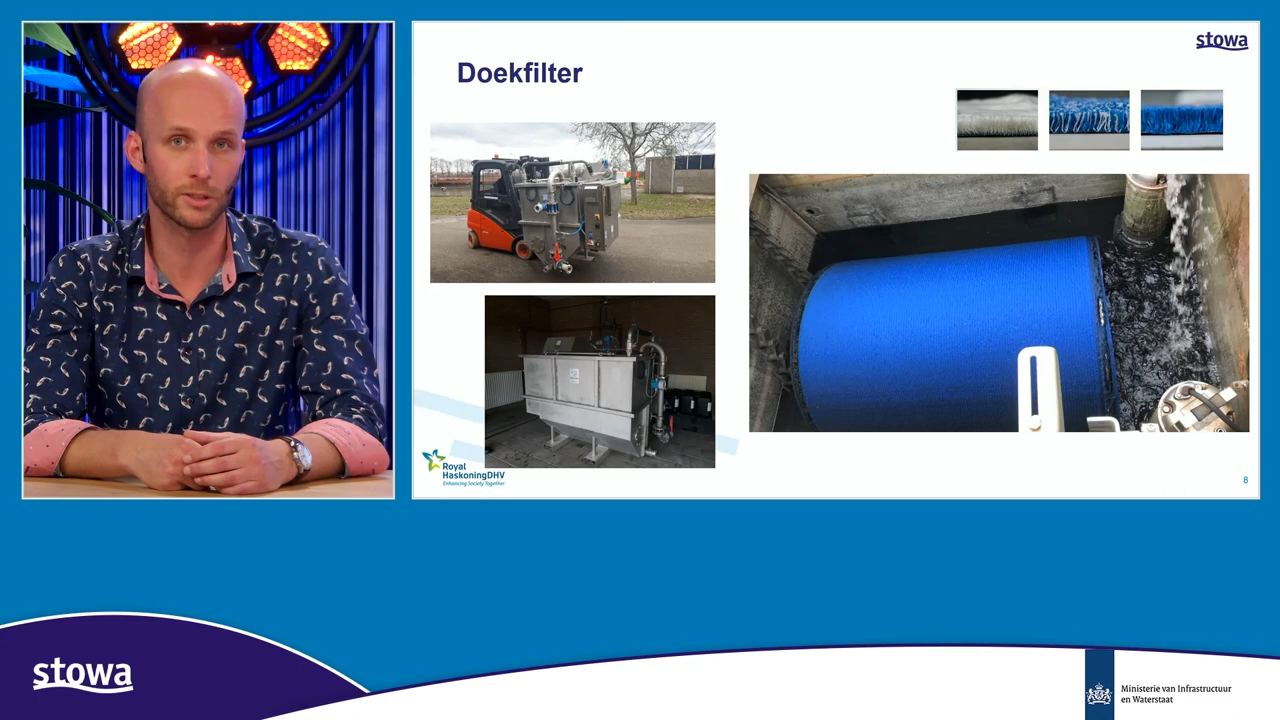 stowa
Doekfilter
Royal
HaskoningDHV
Enhancing Society Together
8
stowa
Ministerie van Infrastructuur
en Waterstaat